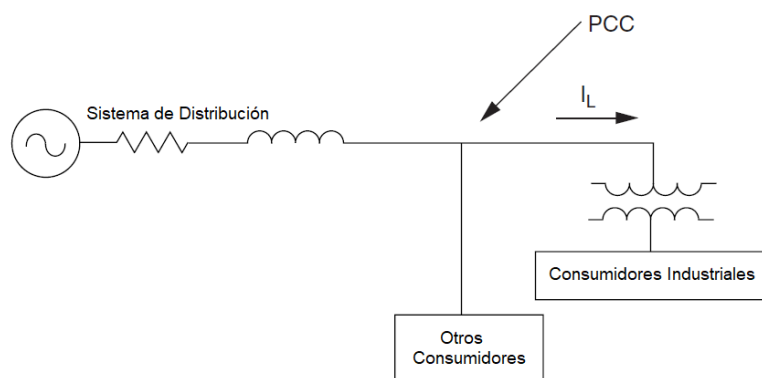 PCC
Sistema de Distribución
I_L
Consumidores Industriales
Otros
Consumidores